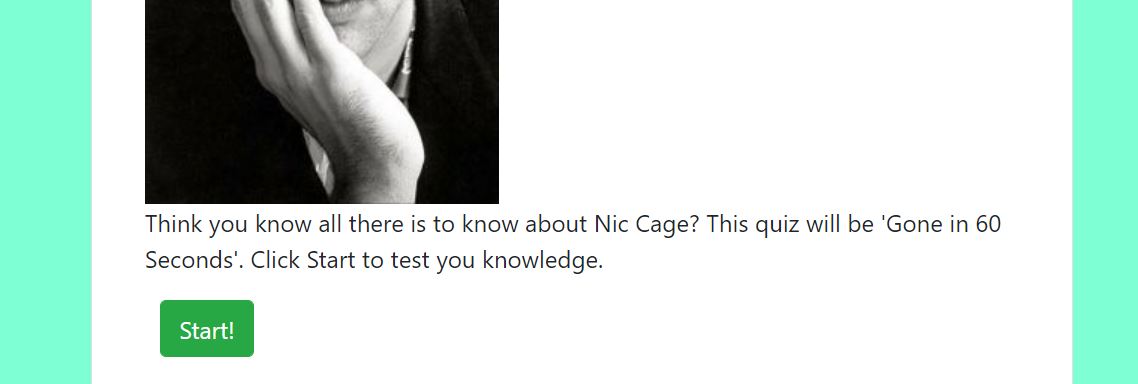 Think you know all there is to know about Nic Cage? This quiz will be 'Gone in 60
Seconds'. Click Start to test you knowledge.
Start!